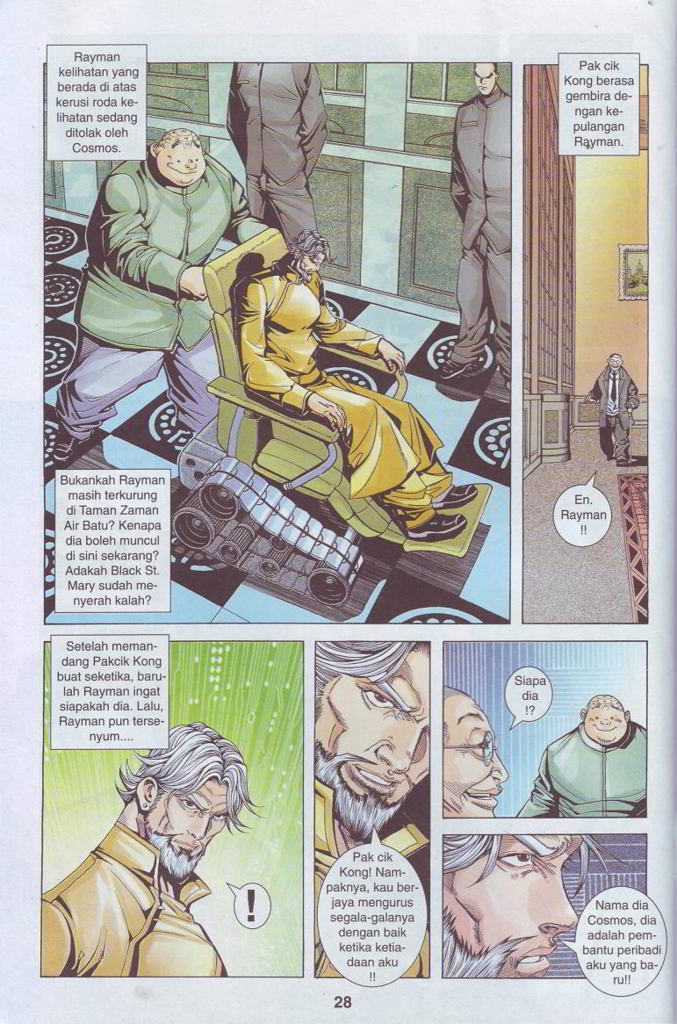 Rayman
kelihatan yang
berada di atas
kerusi roda ke-
lihatan sedang
ditolak oleh
Cosmos.
Pak cik
Kong berasa
gembira de-
ngan ke-
pulangan
Rayman.
En.
Rayman
!!
Bukankah Rayman
masih terkurung
di Taman Zaman
Air Batu? Kenapa
dia boleh muncul
di sini sekarang?
Adakah Black St.
Mary sudah me-
nyerah kalah?
Setelah meman-
dang Pakcik Kong
buat seketika, baru-
lah Rayman ingat
siapakah dia. Lalu,
Rayman pun terse-
nyum....
!
Pak cik
Kong! Nam-
paknya, kau ber-
jaya mengurus
segala-galanya
dengan baik
ketika ketia-
daan aku
!!
Siapa
dia
!?
Nama dia
Cosmos, dia
adalah pem-
bantu peribadi
aku yang ba-
ru!!
28